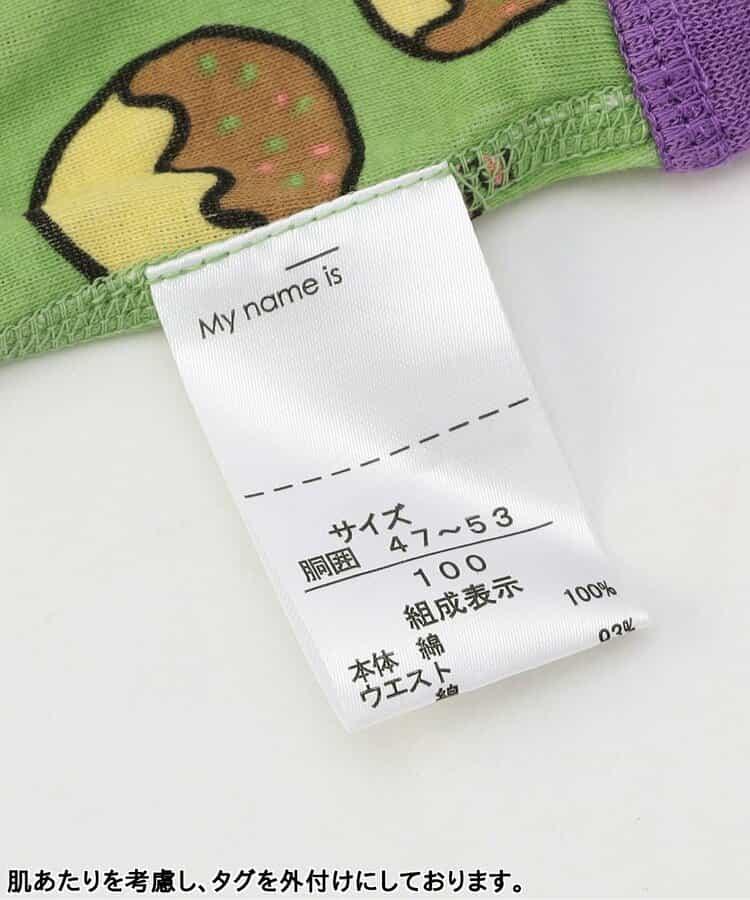 My name is
サイズ
胴囲 47～53
100
組成表示
本体 綿 100%
ウエスト
綿 93%
肌あたりを考慮し、タグを外付けにしております。